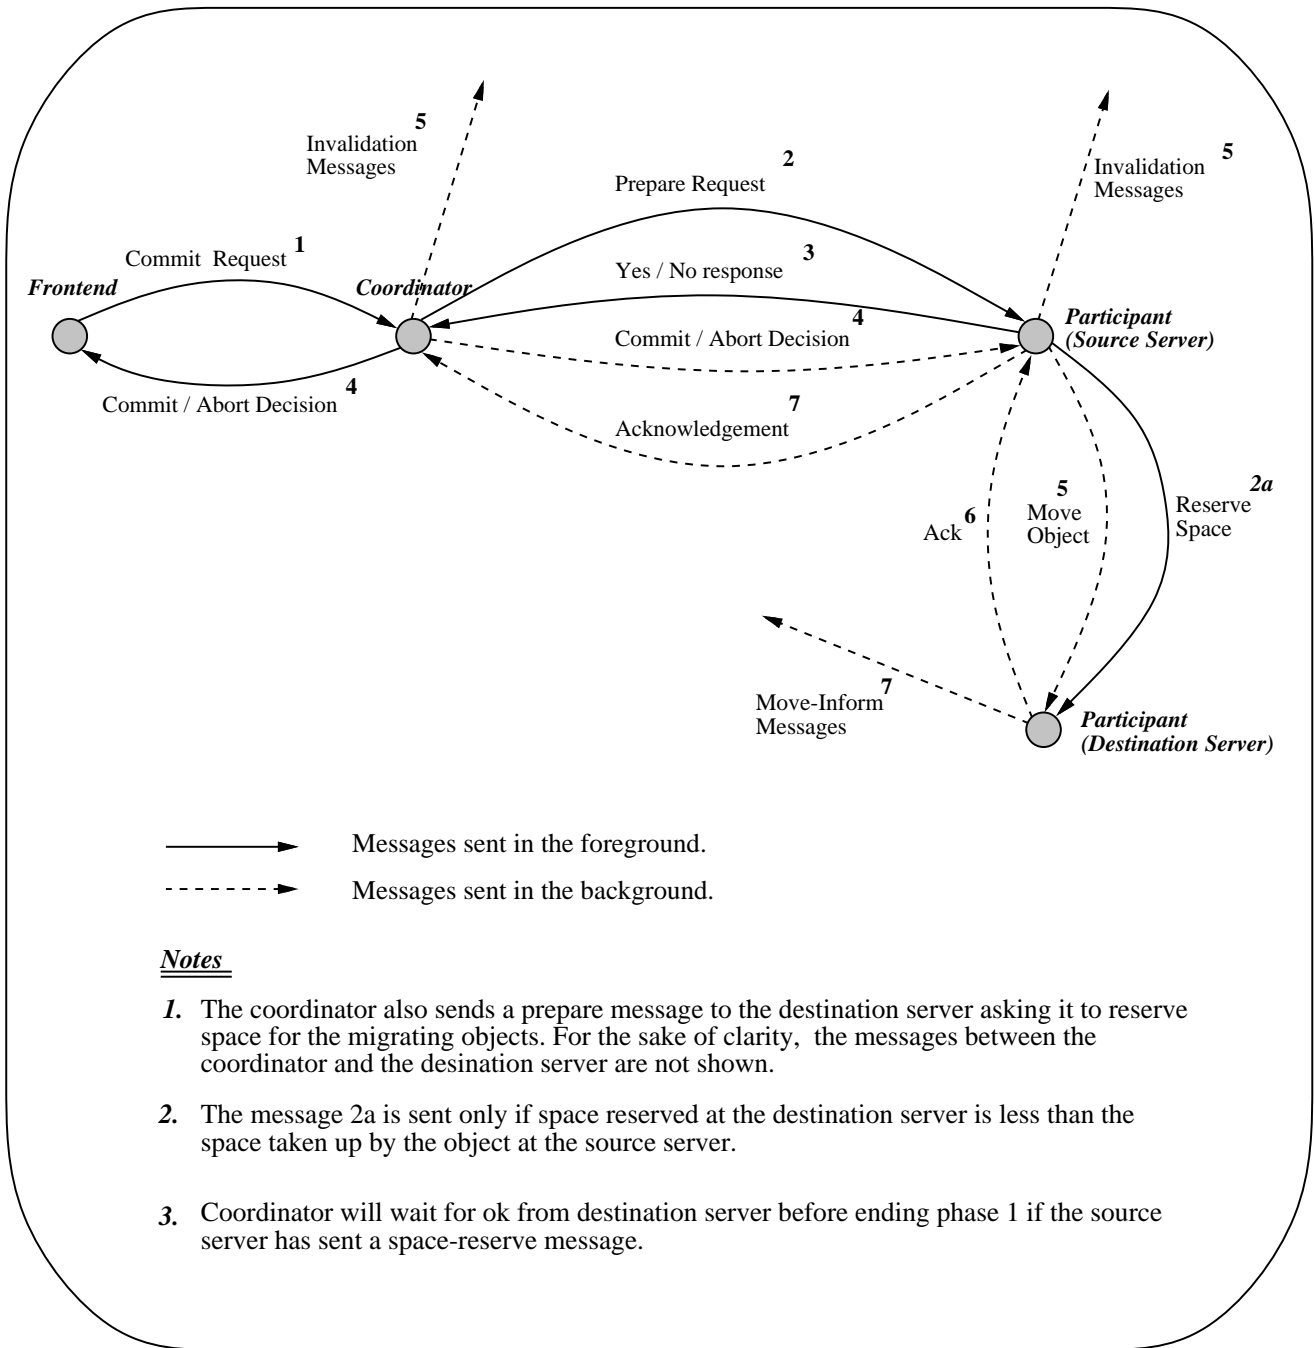 5
Invalidation
Messages
2
Prepare Request
5
Invalidation
Messages
1
Commit Request
3
Yes / No response
Frontend
Coordinator
4
Commit / Abort Decision
Participant
(Source Server)
4
Commit / Abort Decision
7
Acknowledgement
2a
Reserve
Space
5
Move
Object
6
Ack
7
Move-Inform
Messages
Participant
(Destination Server)
Messages sent in the foreground.
Messages sent in the background.
Notes
1. The coordinator also sends a prepare message to the destination server asking it to reserve
space for the migrating objects. For the sake of clarity, the messages between the
coordinator and the desination server are not shown.
2. The message 2a is sent only if space reserved at the destination server is less than the
space taken up by the object at the source server.
3. Coordinator will wait for ok from destination server before ending phase 1 if the source
server has sent a space-reserve message.